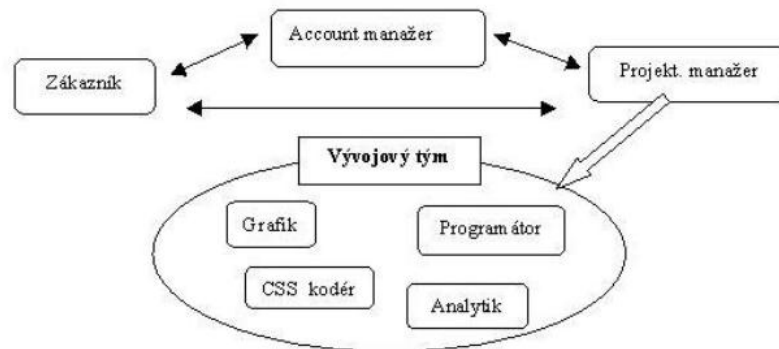 Account manažer
Zákazník
Projekt. manažer
Vývojový tým
Grafik
Programátor
CSS kodér
Analytik